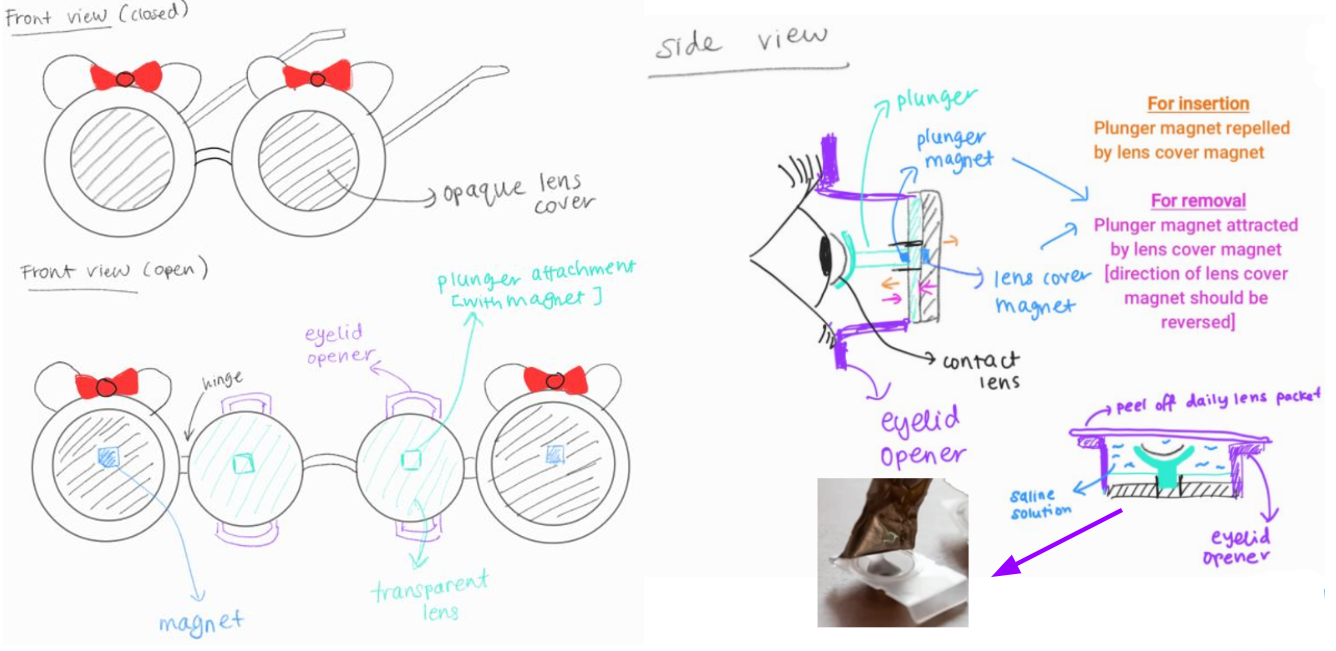 Front view (closed)
opaque lens
cover
Front view (open)
plunger attachment
[with magnet]
eyelid
opener
hinge
magnet
transparent
lens
side view
plunger
plunger
magnet
For insertion
Plunger magnet repelled
by lens cover magnet
For removal
Plunger magnet attracted
by lens cover magnet
[direction of lens cover
magnet should be
reversed]
lens cover
magnet
contact
lens
eyelid
opener
peel off daily lens packet
saline
solution
eyelid
opener